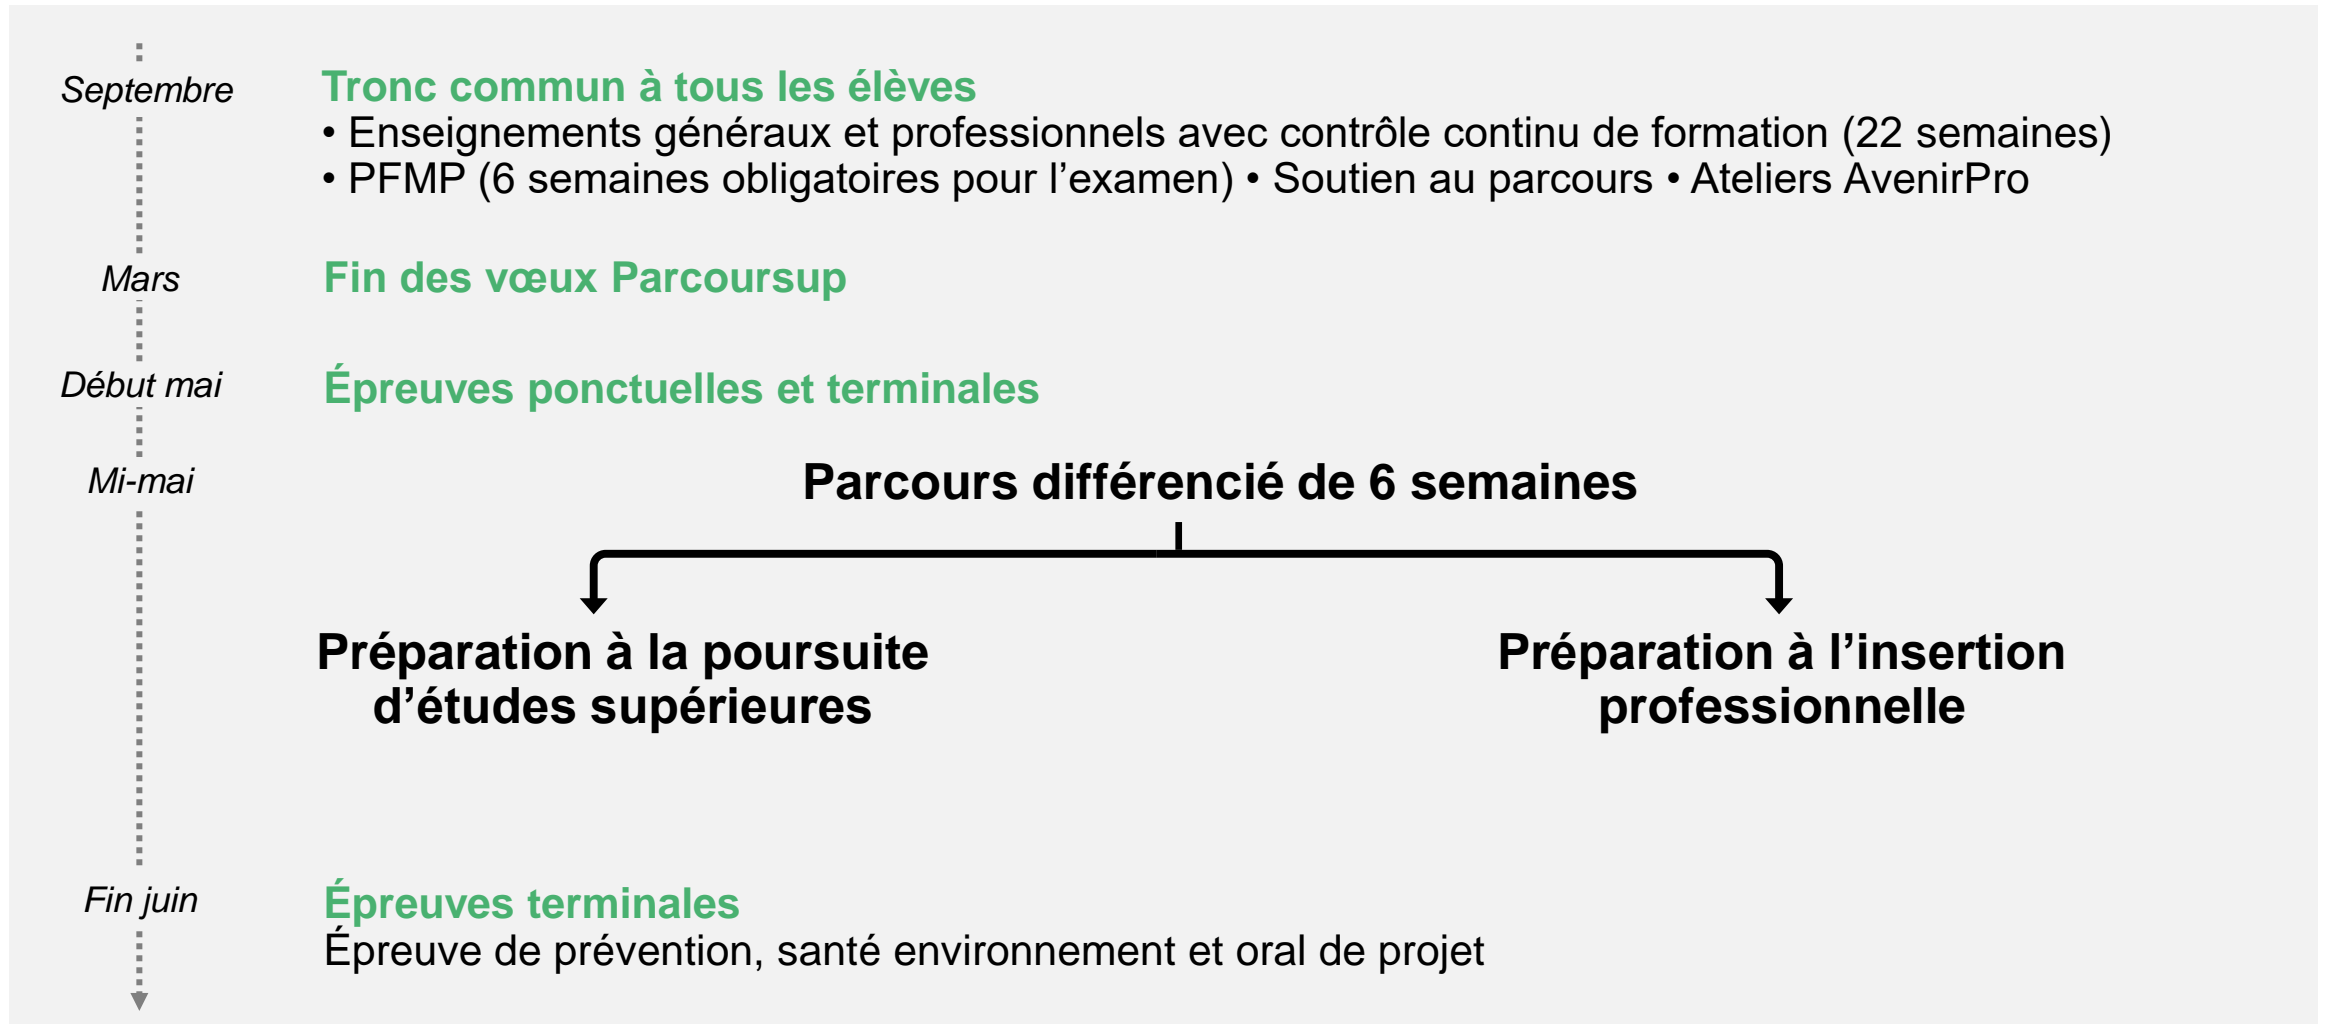 Septembre
Tronc commun à tous les élèves
• Enseignements généraux et professionnels avec contrôle continu de formation (22 semaines)
• PFMP (6 semaines obligatoires pour l’examen) • Soutien au parcours • Ateliers AvenirPro
Mars
Fin des vœux Parcoursup
Début mai
Épreuves ponctuelles et terminales
Mi-mai
Parcours différencié de 6 semaines
Préparation à la poursuite
d’études supérieures
Préparation à l’insertion
professionnelle
Fin juin
Épreuves terminales
Épreuve de prévention, santé environnement et oral de projet